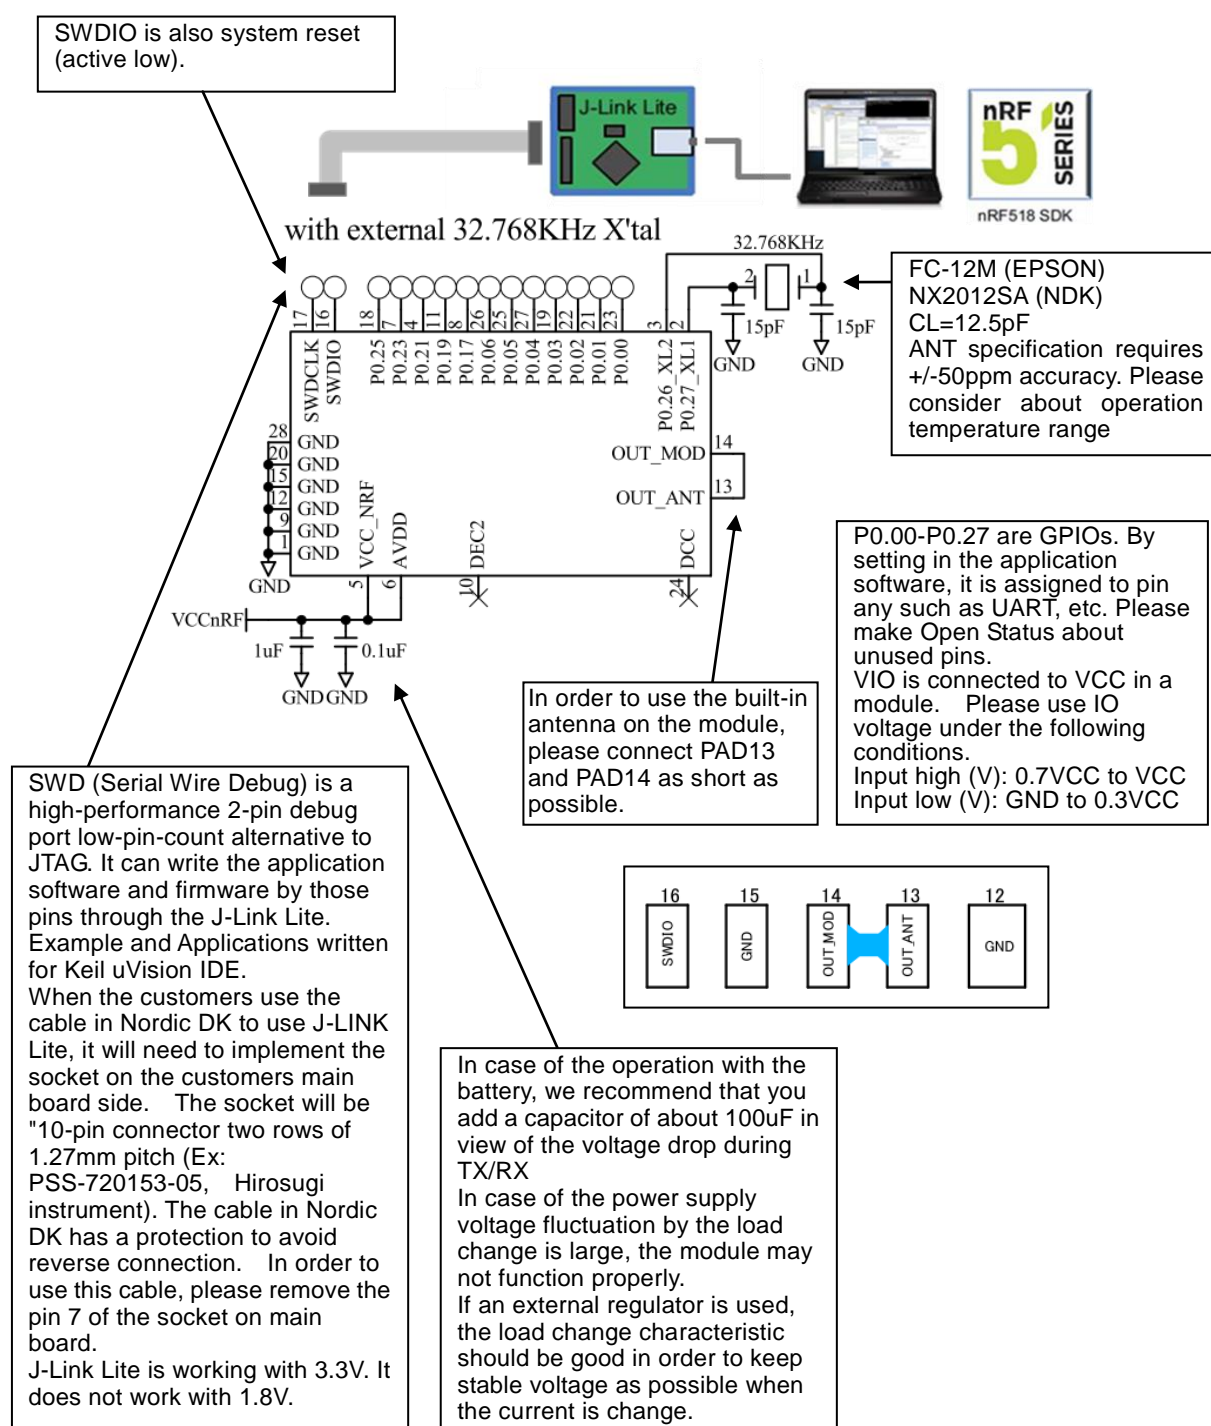 SWDIO is also system reset
(active low).
J-Link Lite
nRF
5'
SERIES
nRF518 SDK
with external 32.768KHz X'tal
32.768KHz
2
1
15pF
15pF
GND
GND
FC-12M (EPSON)
NX2012SA (NDK)
CL=12.5pF
ANT specification requires
+/-50ppm accuracy. Please
consider about operation
temperature range
17
16
18
7
4
11
8
26
25
27
19
22
21
23
3
2
SWDCLK
SWDIO
P0.25
P0.23
P0.21
P0.19
P0.17
P0.06
P0.05
P0.04
P0.03
P0.02
P0.01
P0.00
P0.26_XL2
P0.27_XL1
28 GND
20 GND
15 GND
12 GND
9 GND
1 GND
GND
OUT_MOD 14
OUT_ANT 13
VCC_NRF
AVDD
DEC2
DCC
5
6
10
24
VCCnRF
1uF
0.1uF
GND GND
P0.00-P0.27 are GPIOs. By
setting in the application
software, it is assigned to pin
any such as UART, etc. Please
make Open Status about
unused pins.
VIO is connected to VCC in a
module. Please use IO
voltage under the following
conditions.
Input high (V): 0.7VCC to VCC
Input low (V): GND to 0.3VCC
In order to use the built-in
antenna on the module,
please connect PAD13
and PAD14 as short as
possible.
SWD (Serial Wire Debug) is a
high-performance 2-pin debug
port low-pin-count alternative to
JTAG. It can write the application
software and firmware by those
pins through the J-Link Lite.
Example and Applications written
for Keil uVision IDE.
When the customers use the
cable in Nordic DK to use J-LINK
Lite, it will need to implement the
socket on the customers main
board side. The socket will be
"10-pin connector two rows of
1.27mm pitch (Ex:
PSS-720153-05, Hirosugi
instrument). The cable in Nordic
DK has a protection to avoid
reverse connection. In order to
use this cable, please remove the
pin 7 of the socket on main
board.
J-Link Lite is working with 3.3V. It
does not work with 1.8V.
16
15
14
13
12
SWDIO
GND
OUT_MOD
OUT_ANT
GND
In case of the operation with the
battery, we recommend that you
add a capacitor of about 100uF in
view of the voltage drop during
TX/RX
In case of the power supply
voltage fluctuation by the load
change is large, the module may
not function properly.
If an external regulator is used,
the load change characteristic
should be good in order to keep
stable voltage as possible when
the current is change.